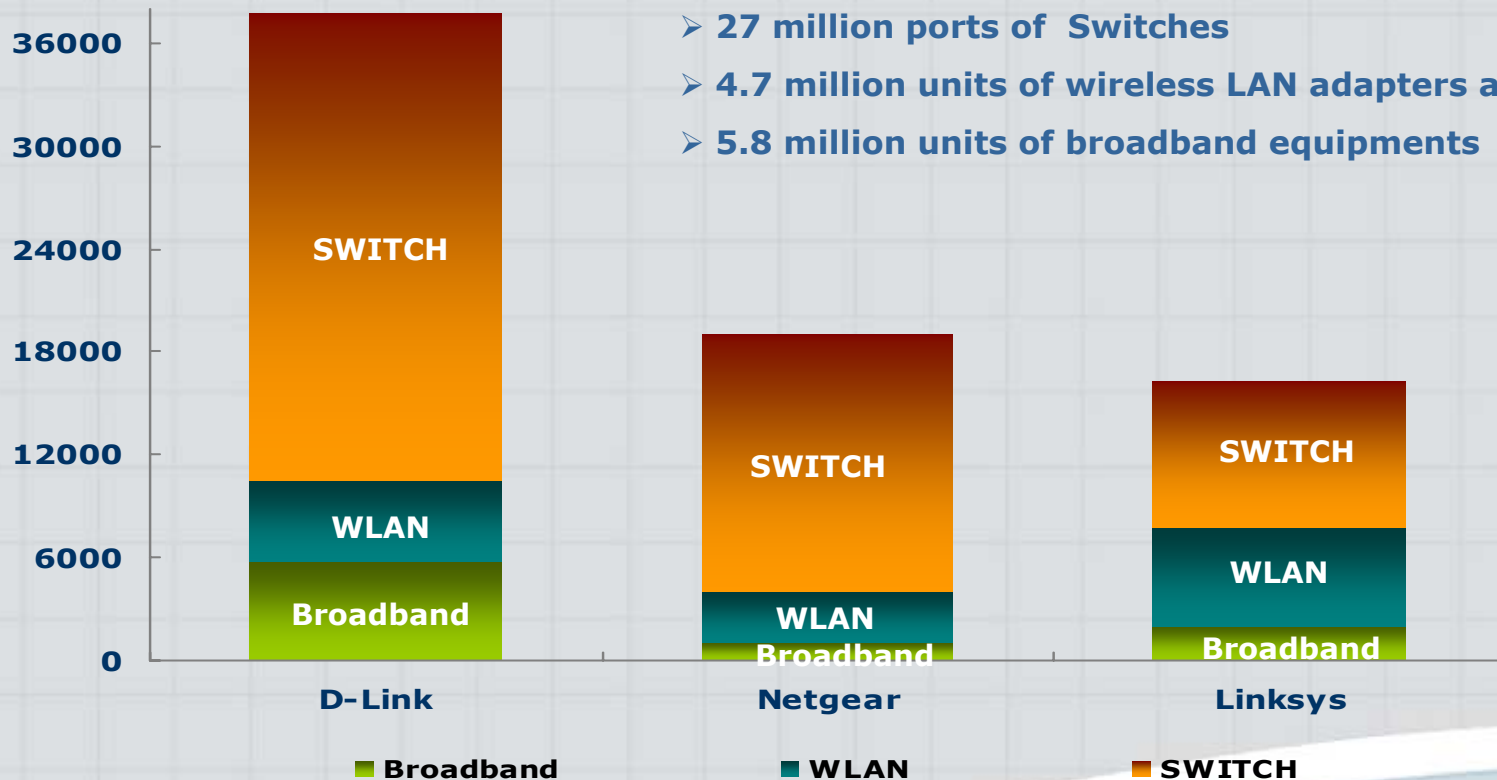 36000
30000
24000
18000
12000
6000
0
➢ 27 million ports of Switches
➢ 4.7 million units of wireless LAN adapters
➢ 5.8 million units of broadband equipments
SWITCH
WLAN
Broadband
SWITCH
WLAN
Broadband
SWITCH
WLAN
Broadband
D-Link
Netgear
Linksys
Broadband
WLAN
SWITCH